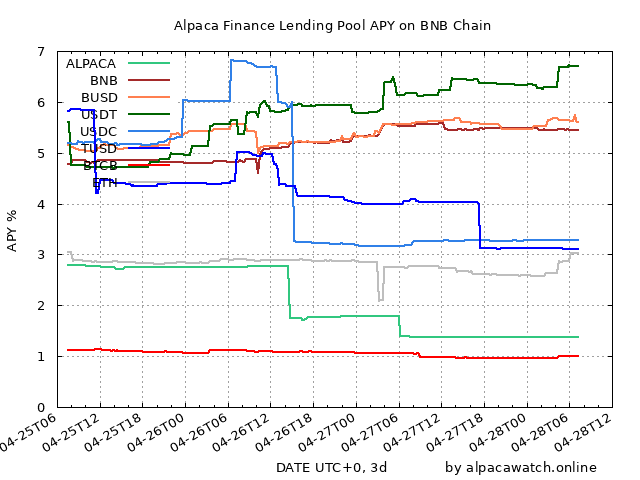 Alpaca Finance Lending Pool APY on BNB Chain
7
6
5
4
3
2
1
0
APY %
ALPACA
BNB
BUSD
USDT
USDC
TUSD
BTCB
ETH
04-25T06
04-25T12
04-25T18
04-26T00
04-26T06
04-26T12
04-26T18
04-27T00
04-27T06
04-27T12
04-27T18
04-28T00
04-28T06
04-28T12
DATE UTC+0, 3d
by alpacawatch.online